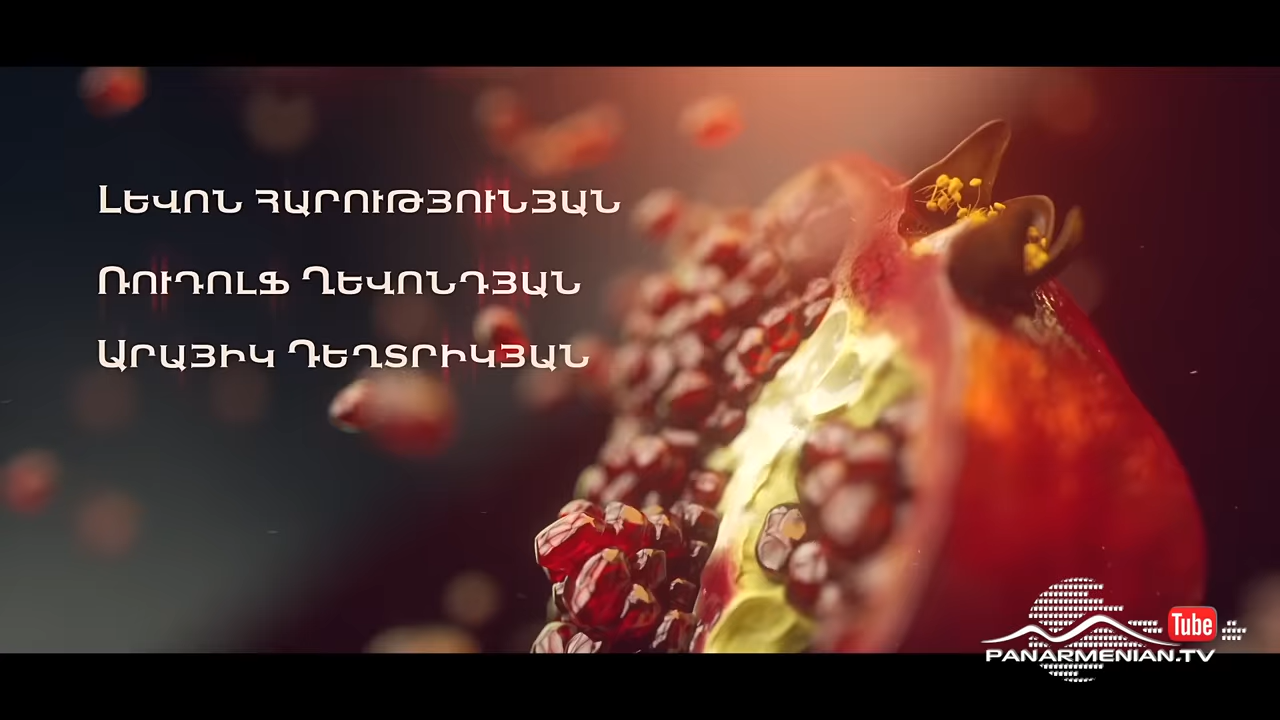 ԼԵՎՈՆ ՀԱՐՈՒԹՅՈՒՆՅԱՆ
ՌՈՒԴՈԼՖ ՂԵՎՈՆԴՅԱՆ
ԱՐԱՅԻԿ ԴԵՂՏՐԻԿՅԱՆ
Tube
PANARMENIAN.TV